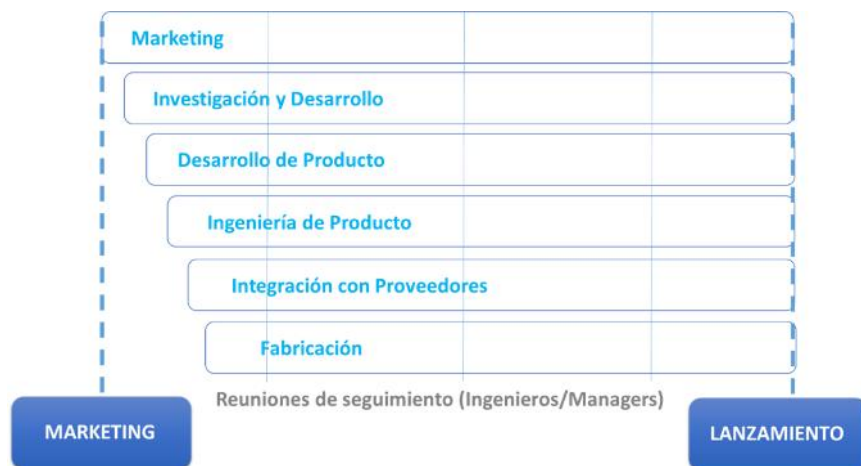 Marketing
Investigación y Desarrollo
Desarrollo de Producto
Ingeniería de Producto
Integración con Proveedores
Fabricación
Reuniones de seguimiento (Ingenieros/Managers)
MARKETING
LANZAMIENTO